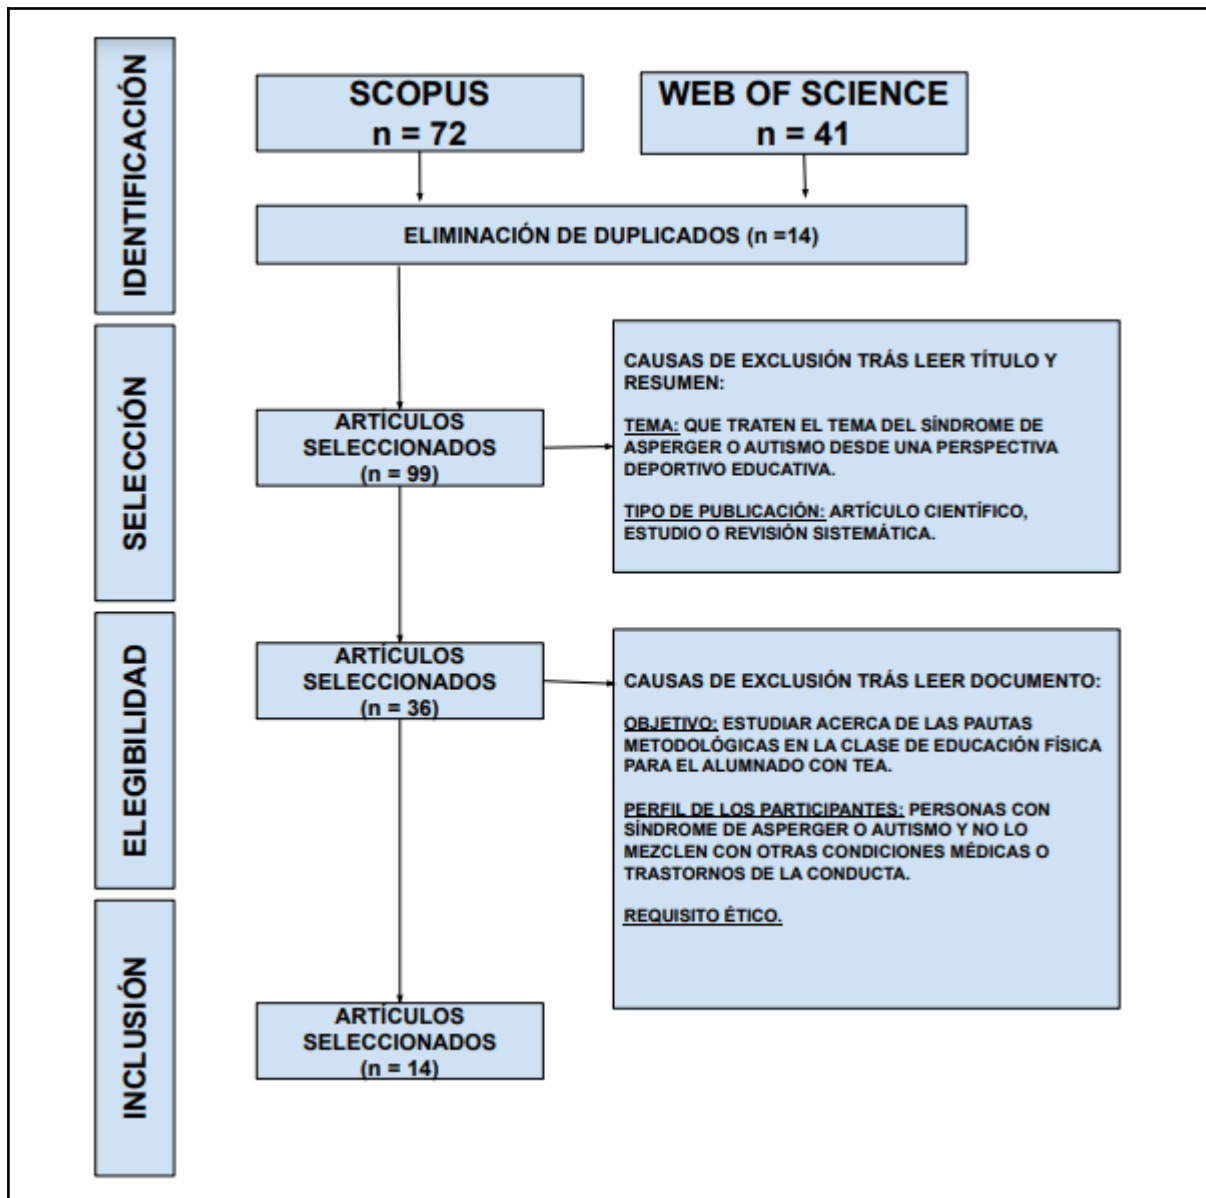 IDENTIFICACIÓN
SCOPUS
n = 72
WEB OF SCIENCE
n = 41
ELIMINACIÓN DE DUPLICADOS (n =14)
SELECCIÓN
ARTÍCULOS
SELECCIONADOS
(n = 99)
CAUSAS DE EXCLUSIÓN TRÁS LEER TÍTULO Y
RESUMEN:
TEMA: QUE TRATEN EL TEMA DEL SÍNDROME DE
ASPERGER O AUTISMO DESDE UNA PERSPECTIVA
DEPORTIVO EDUCATIVA.
TIPO DE PUBLICACIÓN: ARTÍCULO CIENTÍFICO,
ESTUDIO O REVISIÓN SISTEMÁTICA.
ELEGIBILIDAD
ARTÍCULOS
SELECCIONADOS
(n = 36)
CAUSAS DE EXCLUSIÓN TRÁS LEER DOCUMENTO:
OBJETIVO: ESTUDIAR ACERCA DE LAS PAUTAS
METODOLÓGICAS EN LA CLASE DE EDUCACIÓN FÍSICA
PARA EL ALUMNADO CON TEA.
PERFIL DE LOS PARTICIPANTES: PERSONAS CON
SÍNDROME DE ASPERGER O AUTISMO Y NO LO
MEZCLEN CON OTRAS CONDICIONES MÉDICAS O
TRASTORNOS DE LA CONDUCTA.
REQUISITO ÉTICO.
INCLUSIÓN
ARTÍCULOS
SELECCIONADOS
(n = 14)